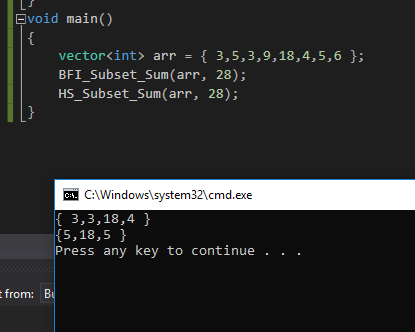 }
void main()
{
vector<int> arr = { 3,5,3,9,18,4,5,6 };
BFI_Subset_Sum(arr, 28);
HS_Subset_Sum(arr, 28);
}
C:\Windows\system32\cmd.exe
{ 3,3,18,4 }
{5,18,5 }
Press any key to continue . . .
t from: